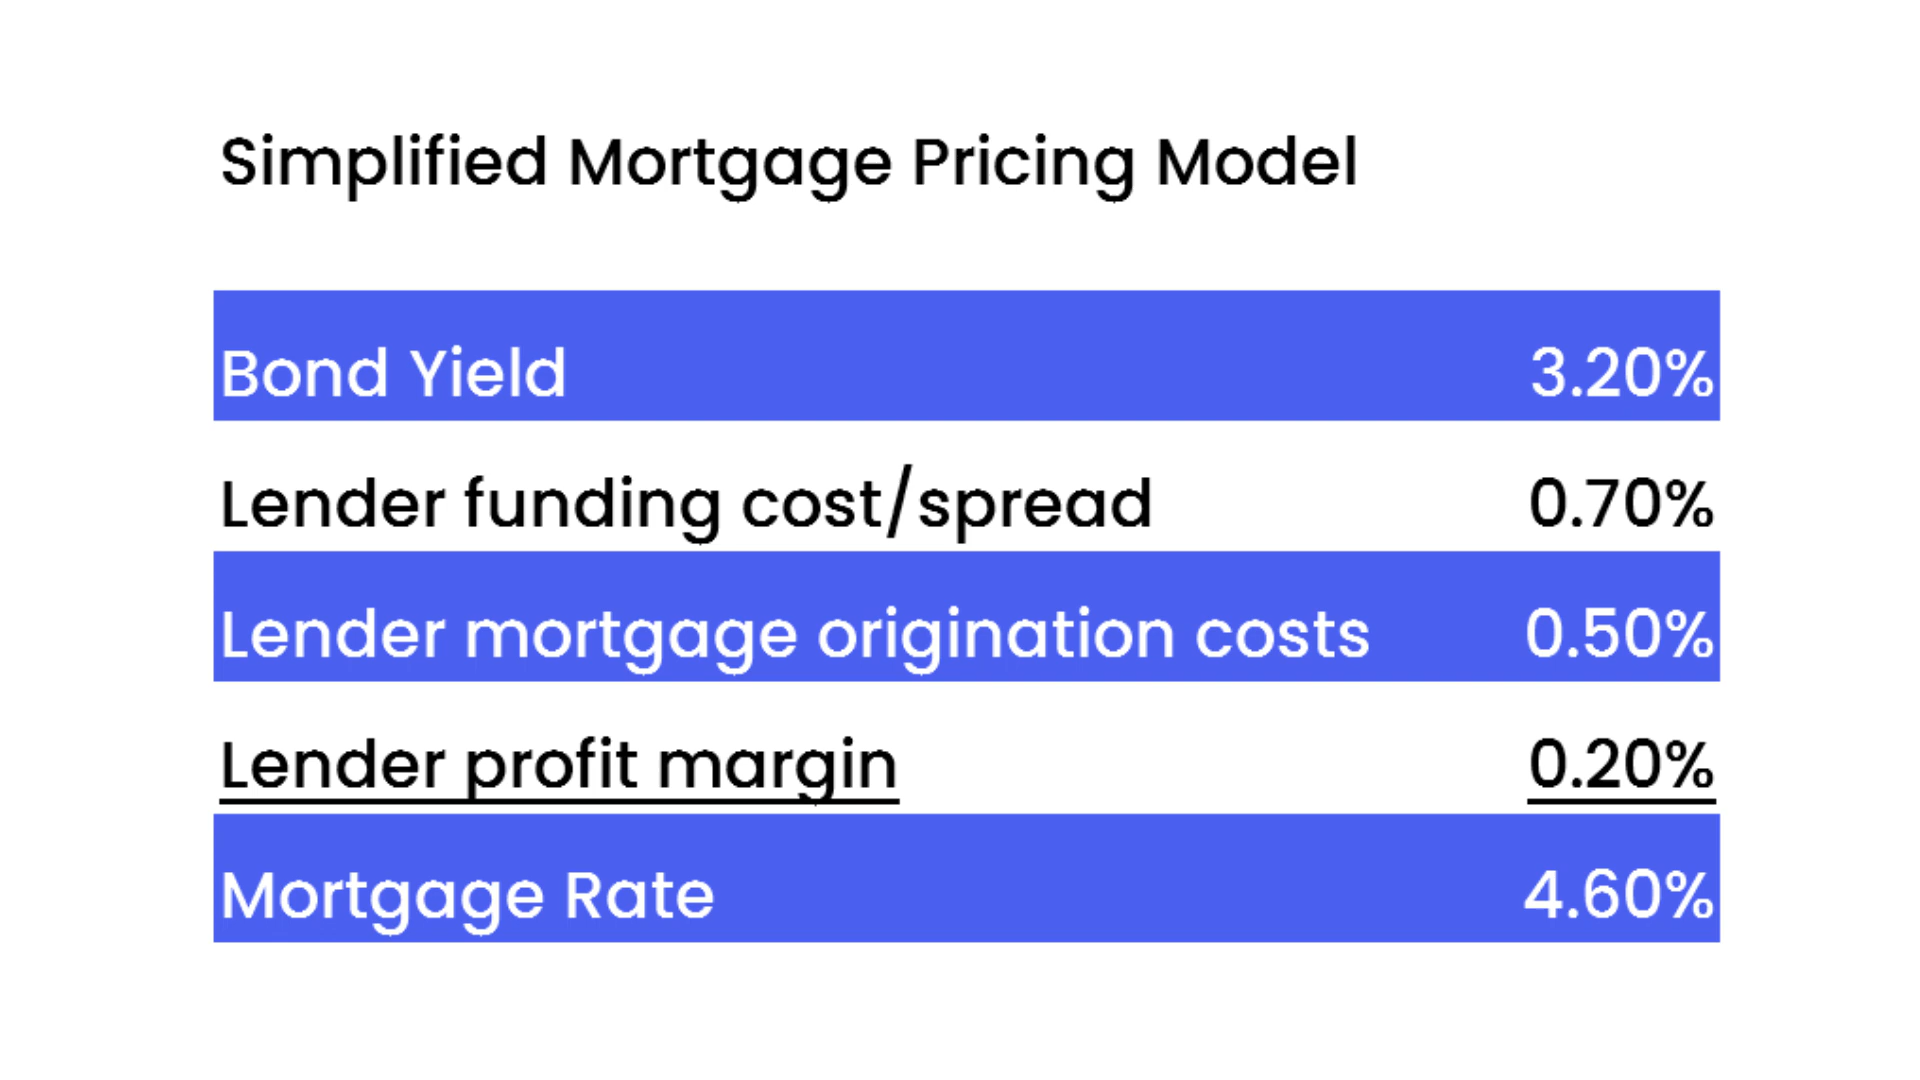 Simplified Mortgage Pricing Model
Bond Yield 3.20%
Lender funding cost/spread 0.70%
Lender mortgage origination costs 0.50%
Lender profit margin 0.20%
Mortgage Rate 4.60%